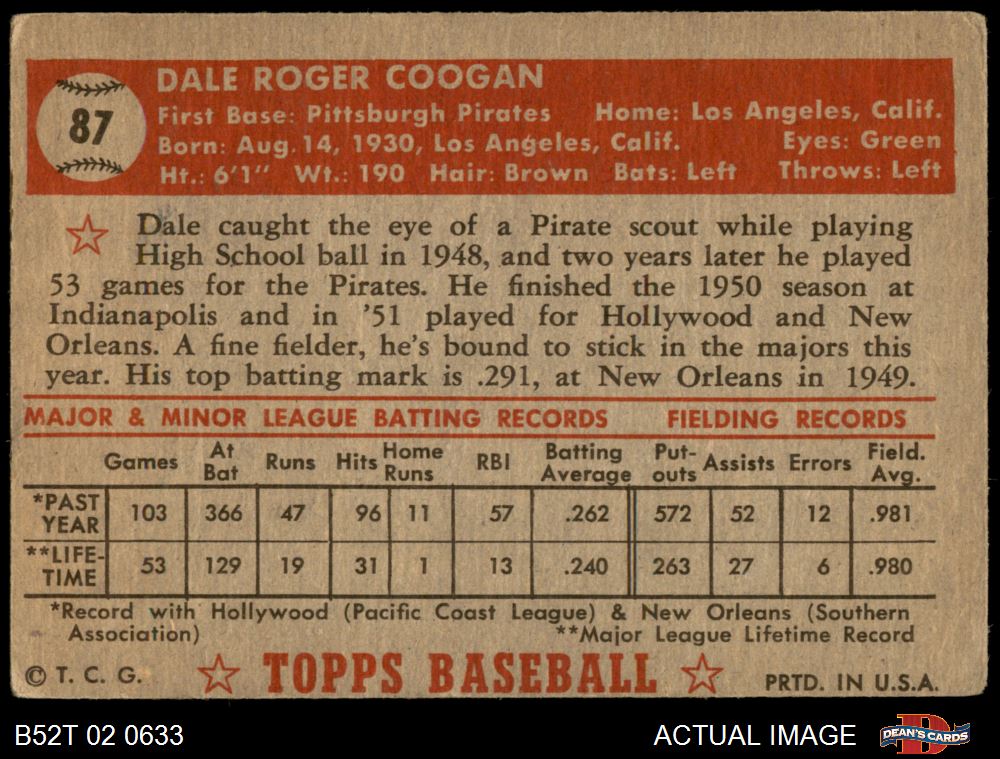 87
DALE ROGER COOGAN
First Base: Pittsburgh Pirates Home: Los Angeles, Calif.
Born: Aug. 14, 1930, Los Angeles, Calif. Eyes: Green
Ht.: 6'1" Wt.: 190 Hair: Brown Bats: Left Throws: Left
Dale caught the eye of a Pirate scout while playing
High School ball in 1948, and two years later he played
53 games for the Pirates. He finished the 1950 season at
Indianapolis and in '51 played for Hollywood and New
Orleans. A fine fielder, he's bound to stick in the majors this
year. His top batting mark is .291, at New Orleans in 1949.
MAJOR & MINOR LEAGUE BATTING RECORDS FIELDING RECORDS
Games At Bat Runs Hits Home Runs RBI Batting Average Put-outs Assists Errors Field. Avg.
*PAST YEAR 103 366 47 96 11 57 .262 572 52 12 .981
**LIFE-TIME 53 129 19 31 1 13 .240 263 27 6 .980
*Record with Hollywood (Pacific Coast League) & New Orleans (Southern
Association) **Major League Lifetime Record
© T. C. G. TOPPS BASEBALL PRTD. IN U.S.A.
B52T 02 0633 ACTUAL IMAGE DEAN'S CARDS